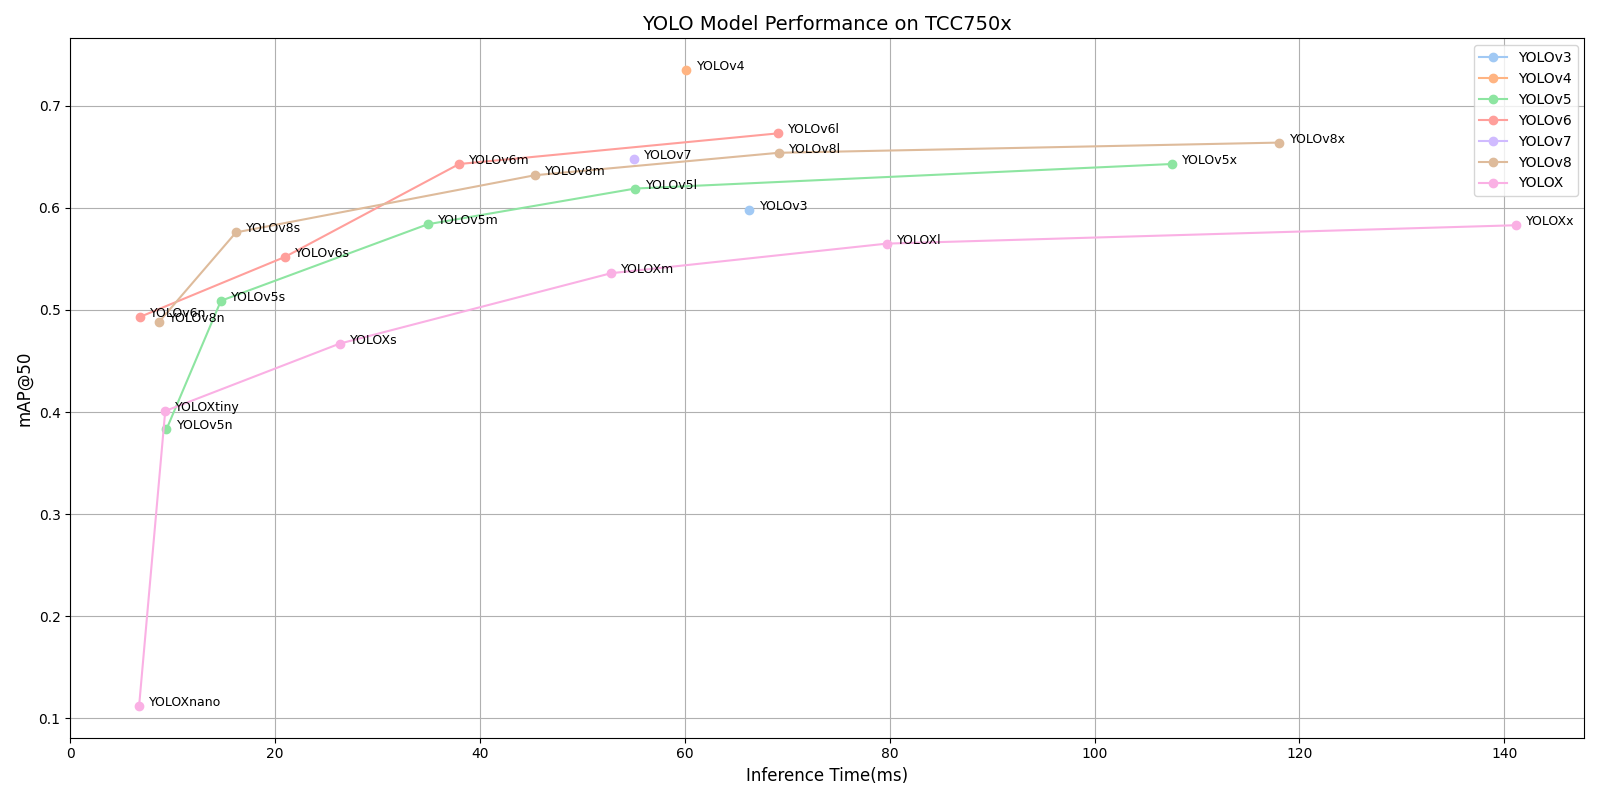 YOLO Model Performance on TCC750x
YOLOv4
YOLOv3
YOLOv4
YOLOv5
YOLOv6
YOLOv7
YOLOv8
YOLOX
0.7
YOLOv6l
YOLOv8x
YOLOv8l
YOLOv7
YOLOv6m
YOLOv5x
YOLOv8m
YOLOv5l
0.6
YOLOv3
YOLOv5m
YOLOXx
YOLOv8s
YOLOXl
YOLOv6s
YOLOXm
0.5
YOLOv5s
YOLOv6n
YOLOv8n
YOLOXs
mAP@50
0.4
YOLOXtiny
YOLOv5n
0.3
0.2
YOLOXnano
0.1
0 20 40 60 80 100 120 140
Inference Time(ms)